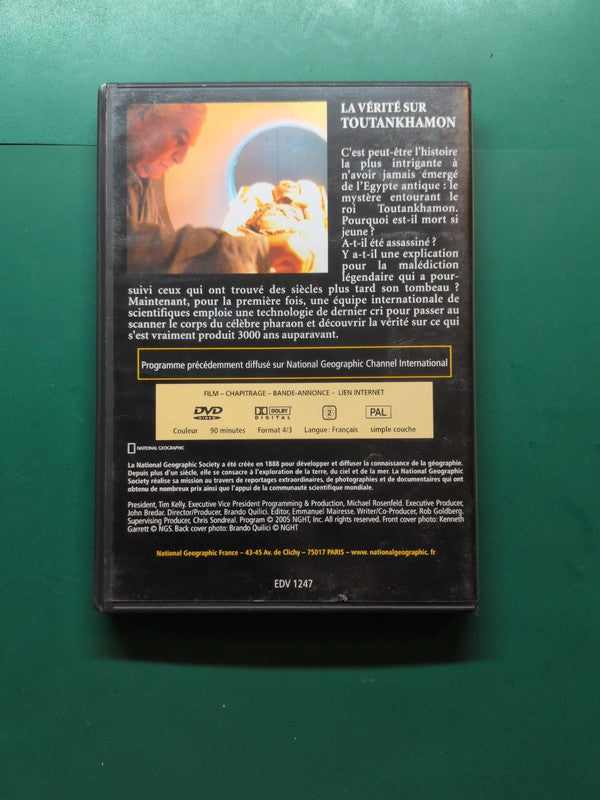 LA VÉRITÉ SUR
TOUTANKHAMON
C'est peut-être l'histoire
la plus intrigante à
n'avoir jamais émergé
de l'Egypte antique : le
mystère entourant le
roi Toutankhamon.
Pourquoi est-il mort si
jeune ?
A-t-il été assassiné ?
Y a-t-il une explication
pour la malédiction
légendaire qui a pour-
suivi ceux qui ont trouvé des siècles plus tard son tombeau ?
Maintenant, pour la première fois, une équipe internationale de
scientifiques emploie une technologie de dernier cri pour passer au
scanner le corps du célèbre pharaon et découvrir la vérité sur ce qui
s'est vraiment produit 3000 ans auparavant.
Programme précédemment diffusé sur National Geographic Channel International
FILM – CHAPITRAGE – BANDE-ANNONCE – LIEN INTERNET
DVD VIDEO DOLBY DIGITAL 2 PAL
Couleur 90 minutes Format 4/3 Langue : Français simple couche
NATIONAL GEOGRAPHIC
La National Geographic Society a été créée en 1888 pour développer et diffuser la connaissance de la géographie.
Depuis plus d'un siècle, elle se consacre à l'exploration de la terre, du ciel et de la mer. La National Geographic
Society réalise sa mission au travers de reportages extraordinaires, de photographies et de documentaires qui ont
obtenu de nombreux prix ainsi que l'appui de la communauté scientifique mondiale.
President, Tim Kelly. Executive Vice President Programming & Production, Michael Rosenfeld. Executive Producer,
John Bredar. Director/Producer, Brando Quilici. Editor, Emmanuel Mairesse. Writer/Co-Producer, Rob Goldberg.
Supervising Producer, Chris Sondreal. Program © 2005 NGHT, Inc. All rights reserved. Front cover photo: Kenneth
Garrett © NGS. Back cover photo: Brando Quilici © NGHT
National Geographic France – 43-45 Av. de Clichy – 75017 PARIS – www.nationalgeographic.fr
EDV 1247